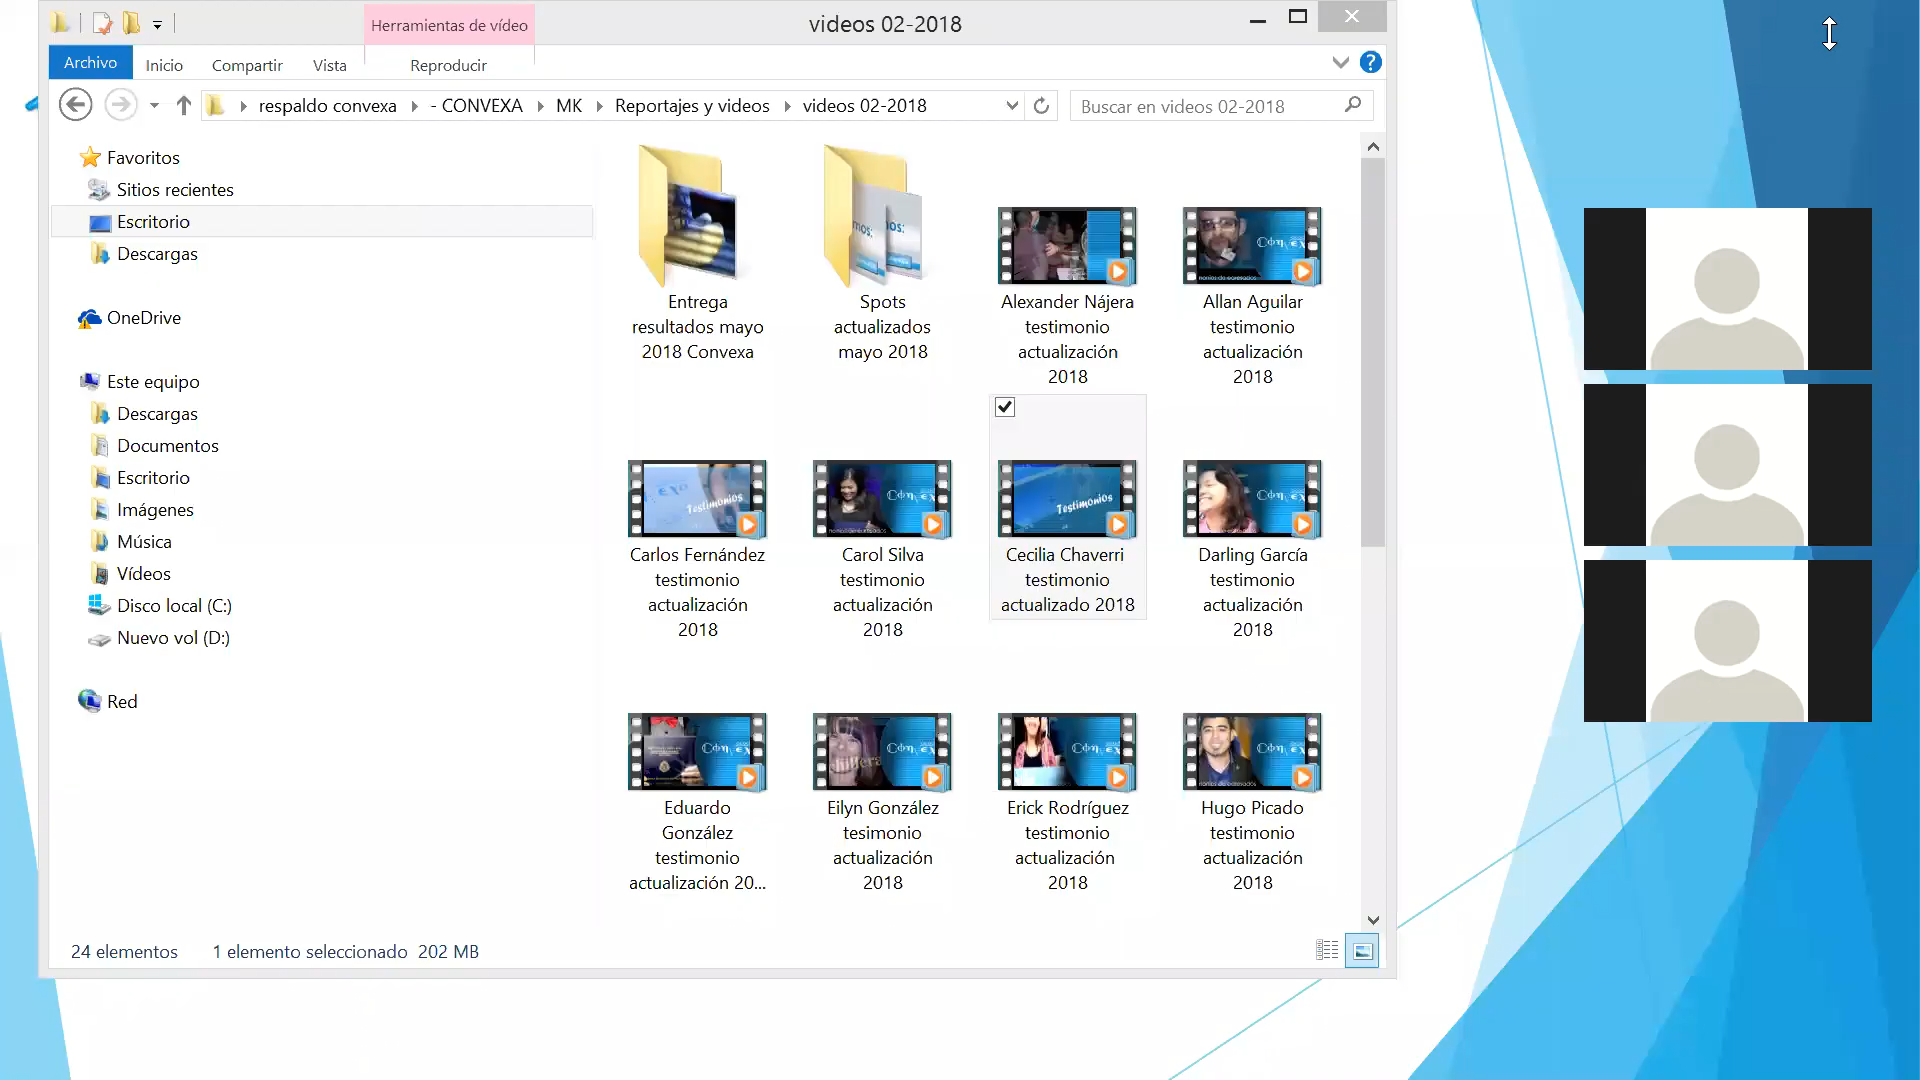 Herramientas de vídeo
videos 02-2018
Archivo
Inicio
Compartir
Vista
Reproducir
respaldo convexa
- CONVEXA
MK
Reportajes y videos
videos 02-2018
Buscar en videos 02-2018
Favoritos
Sitios recientes
Escritorio
Descargas
OneDrive
Este equipo
Descargas
Documentos
Escritorio
Imágenes
Música
Vídeos
Disco local (C:)
Nuevo vol (D:)
Red
Entrega
resultados mayo
2018 Convexa
Spots
actualizados
mayo 2018
Alexander Nájera
testimonio
actualización
2018
Allan Aguilar
testimonio
actualización
2018
Testimonios
Carlos Fernández
testimonio
actualización
2018
Carol Silva
testimonio
actualización
2018
Testimonios
Cecilia Chaverri
testimonio
actualizado 2018
Darling García
testimonio
actualización
2018
Eduardo
González
testimonio
actualización 20...
Eilyn González
tesimonio
actualización
2018
Erick Rodríguez
testimonio
actualización
2018
Hugo Picado
testimonio
actualización
2018
24 elementos
1 elemento seleccionado 202 MB